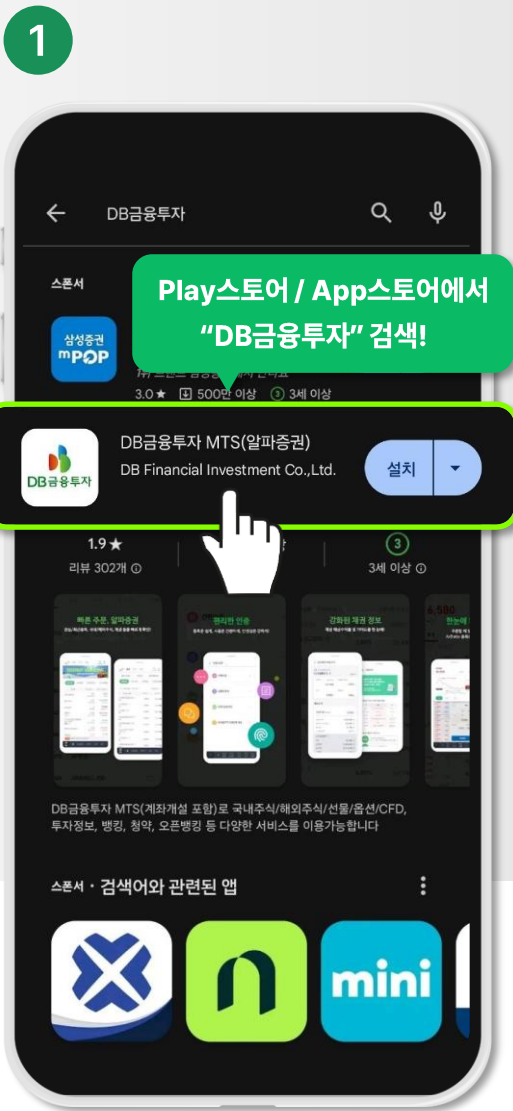 1
DB금융투자
스폰서
Play스토어 / App스토어에서
“DB금융투자” 검색!
삼성증권
mPOP
3.0★ 500만 이상 3 3세 이상
DB금융투자 MTS(알파증권)
DB Financial Investment Co.,Ltd.
DB금융투자
설치
1.9★
리뷰 302개
3
3세 이상
빠른 주문, 알파증권
편리한 인증
강화된 채권 정보
한눈에
DB금융투자 MTS(계좌개설 포함)로 국내주식/해외주식/선물/옵션/CFD,
투자정보, 뱅킹, 청약, 오픈뱅킹 등 다양한 서비스를 이용가능합니다
스폰서 · 검색어와 관련된 앱
mini